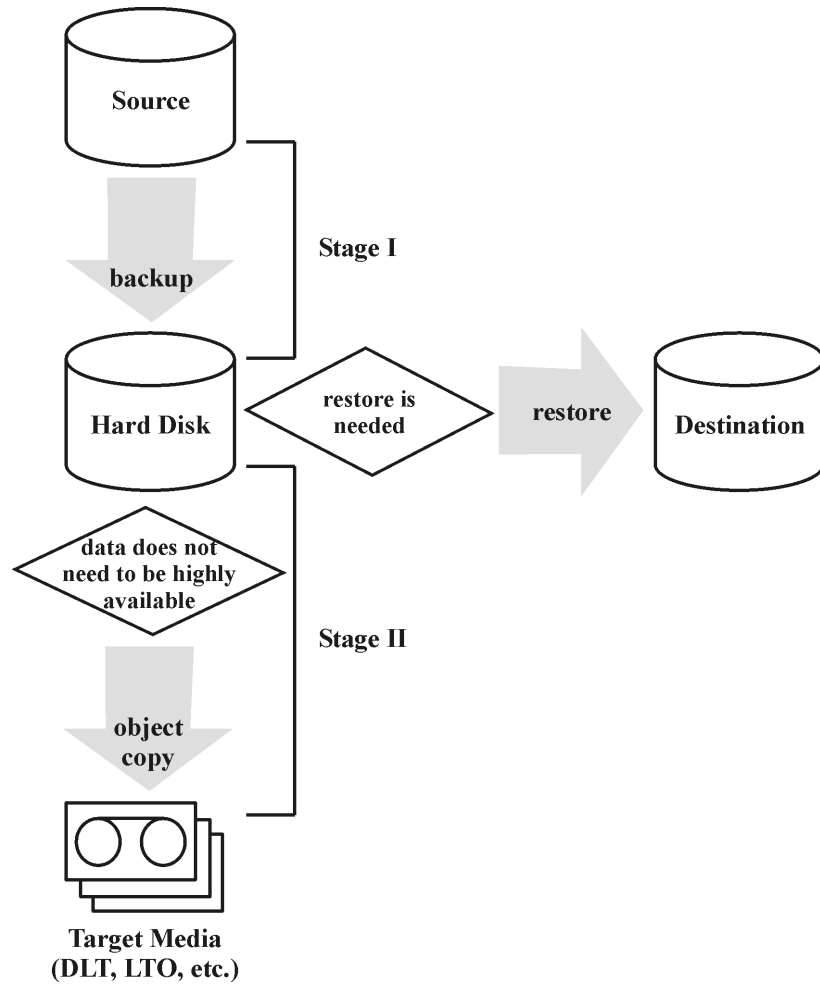 Source
Stage I
backup
Hard Disk
restore is
needed
restore
Destination
data does not
need to be highly
available
Stage II
object
copy
Target Media
(DLT, LTO, etc.)